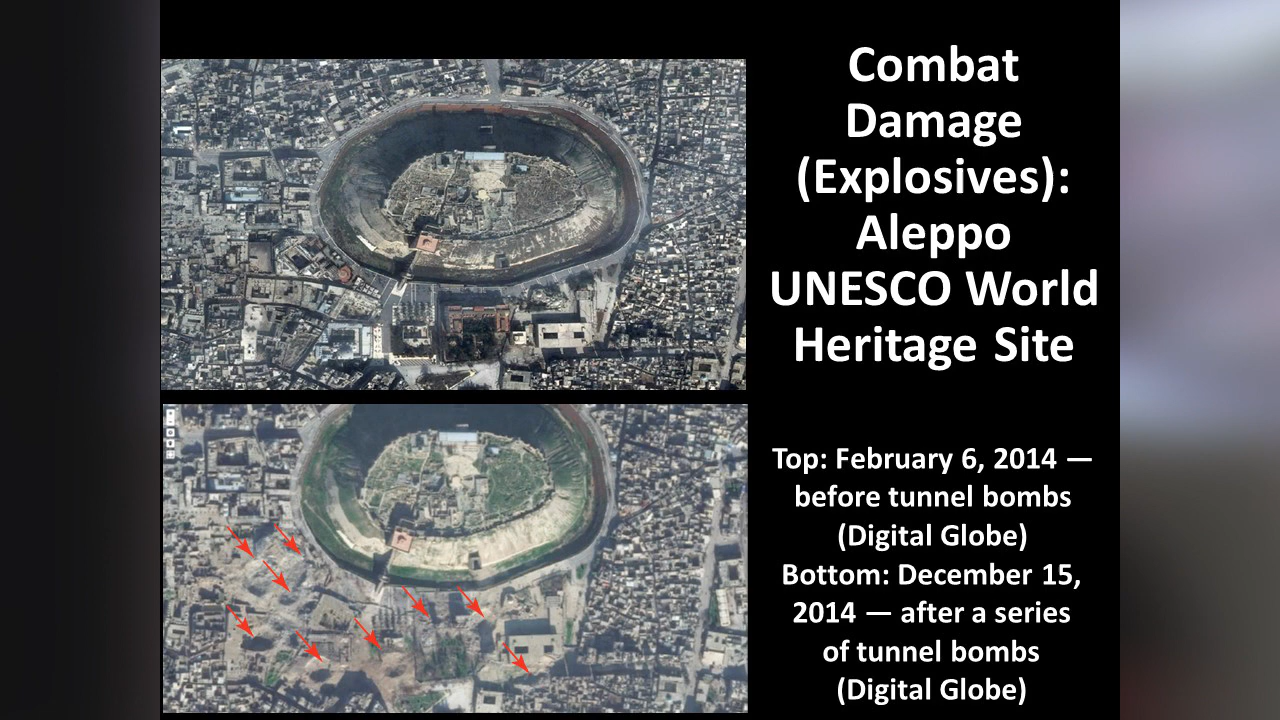 Combat
Damage
(Explosives):
Aleppo
UNESCO World
Heritage Site
Top: February 6, 2014 —
before tunnel bombs
(Digital Globe)
Bottom: December 15,
2014 — after a series
of tunnel bombs
(Digital Globe)